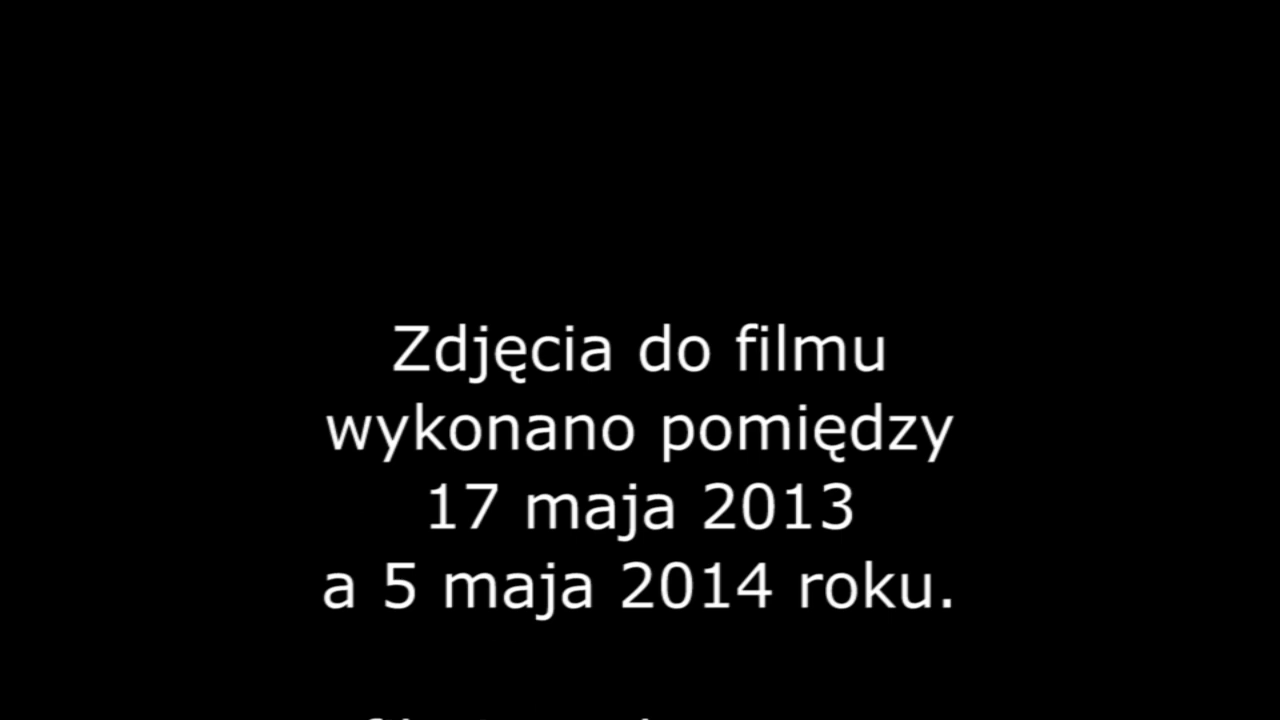 Zdjęcia do filmu
wykonano pomiędzy
17 maja 2013
a 5 maja 2014 roku.